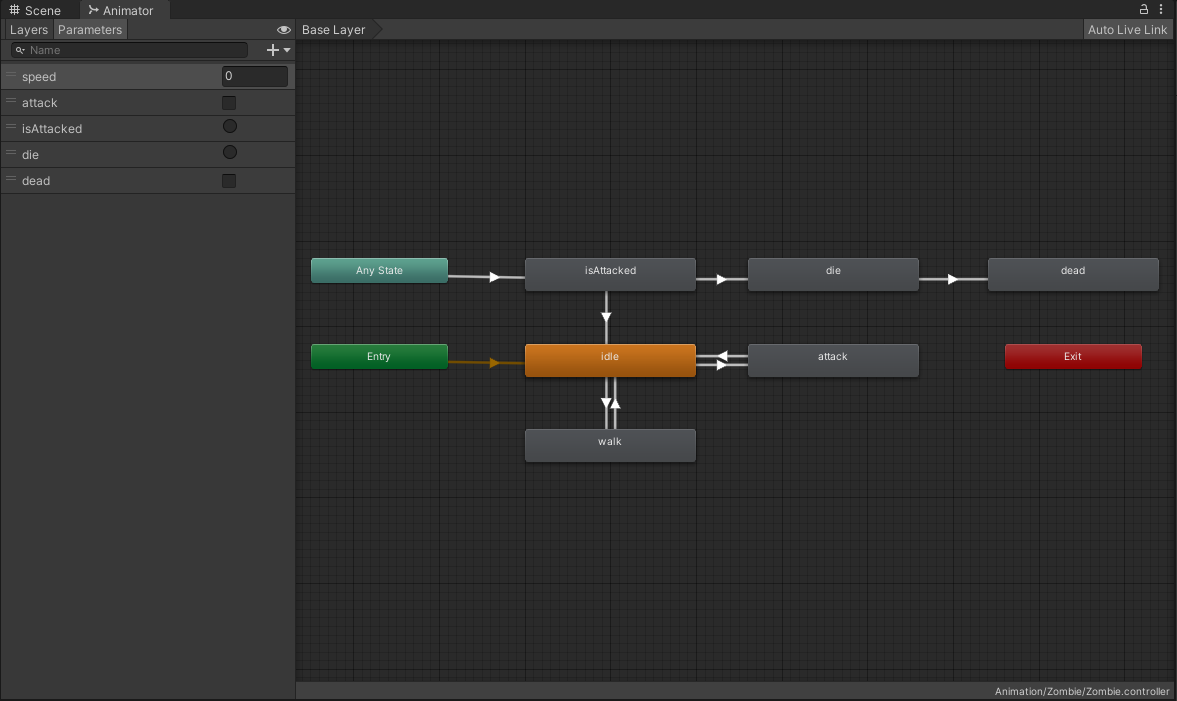 Scene Animator
Layers Parameters Base Layer Auto Live Link
Name
speed 0
attack
isAttacked
die
dead
Any State isAttacked die dead
Entry idle attack Exit
walk
Animation/Zombie/Zombie.controller